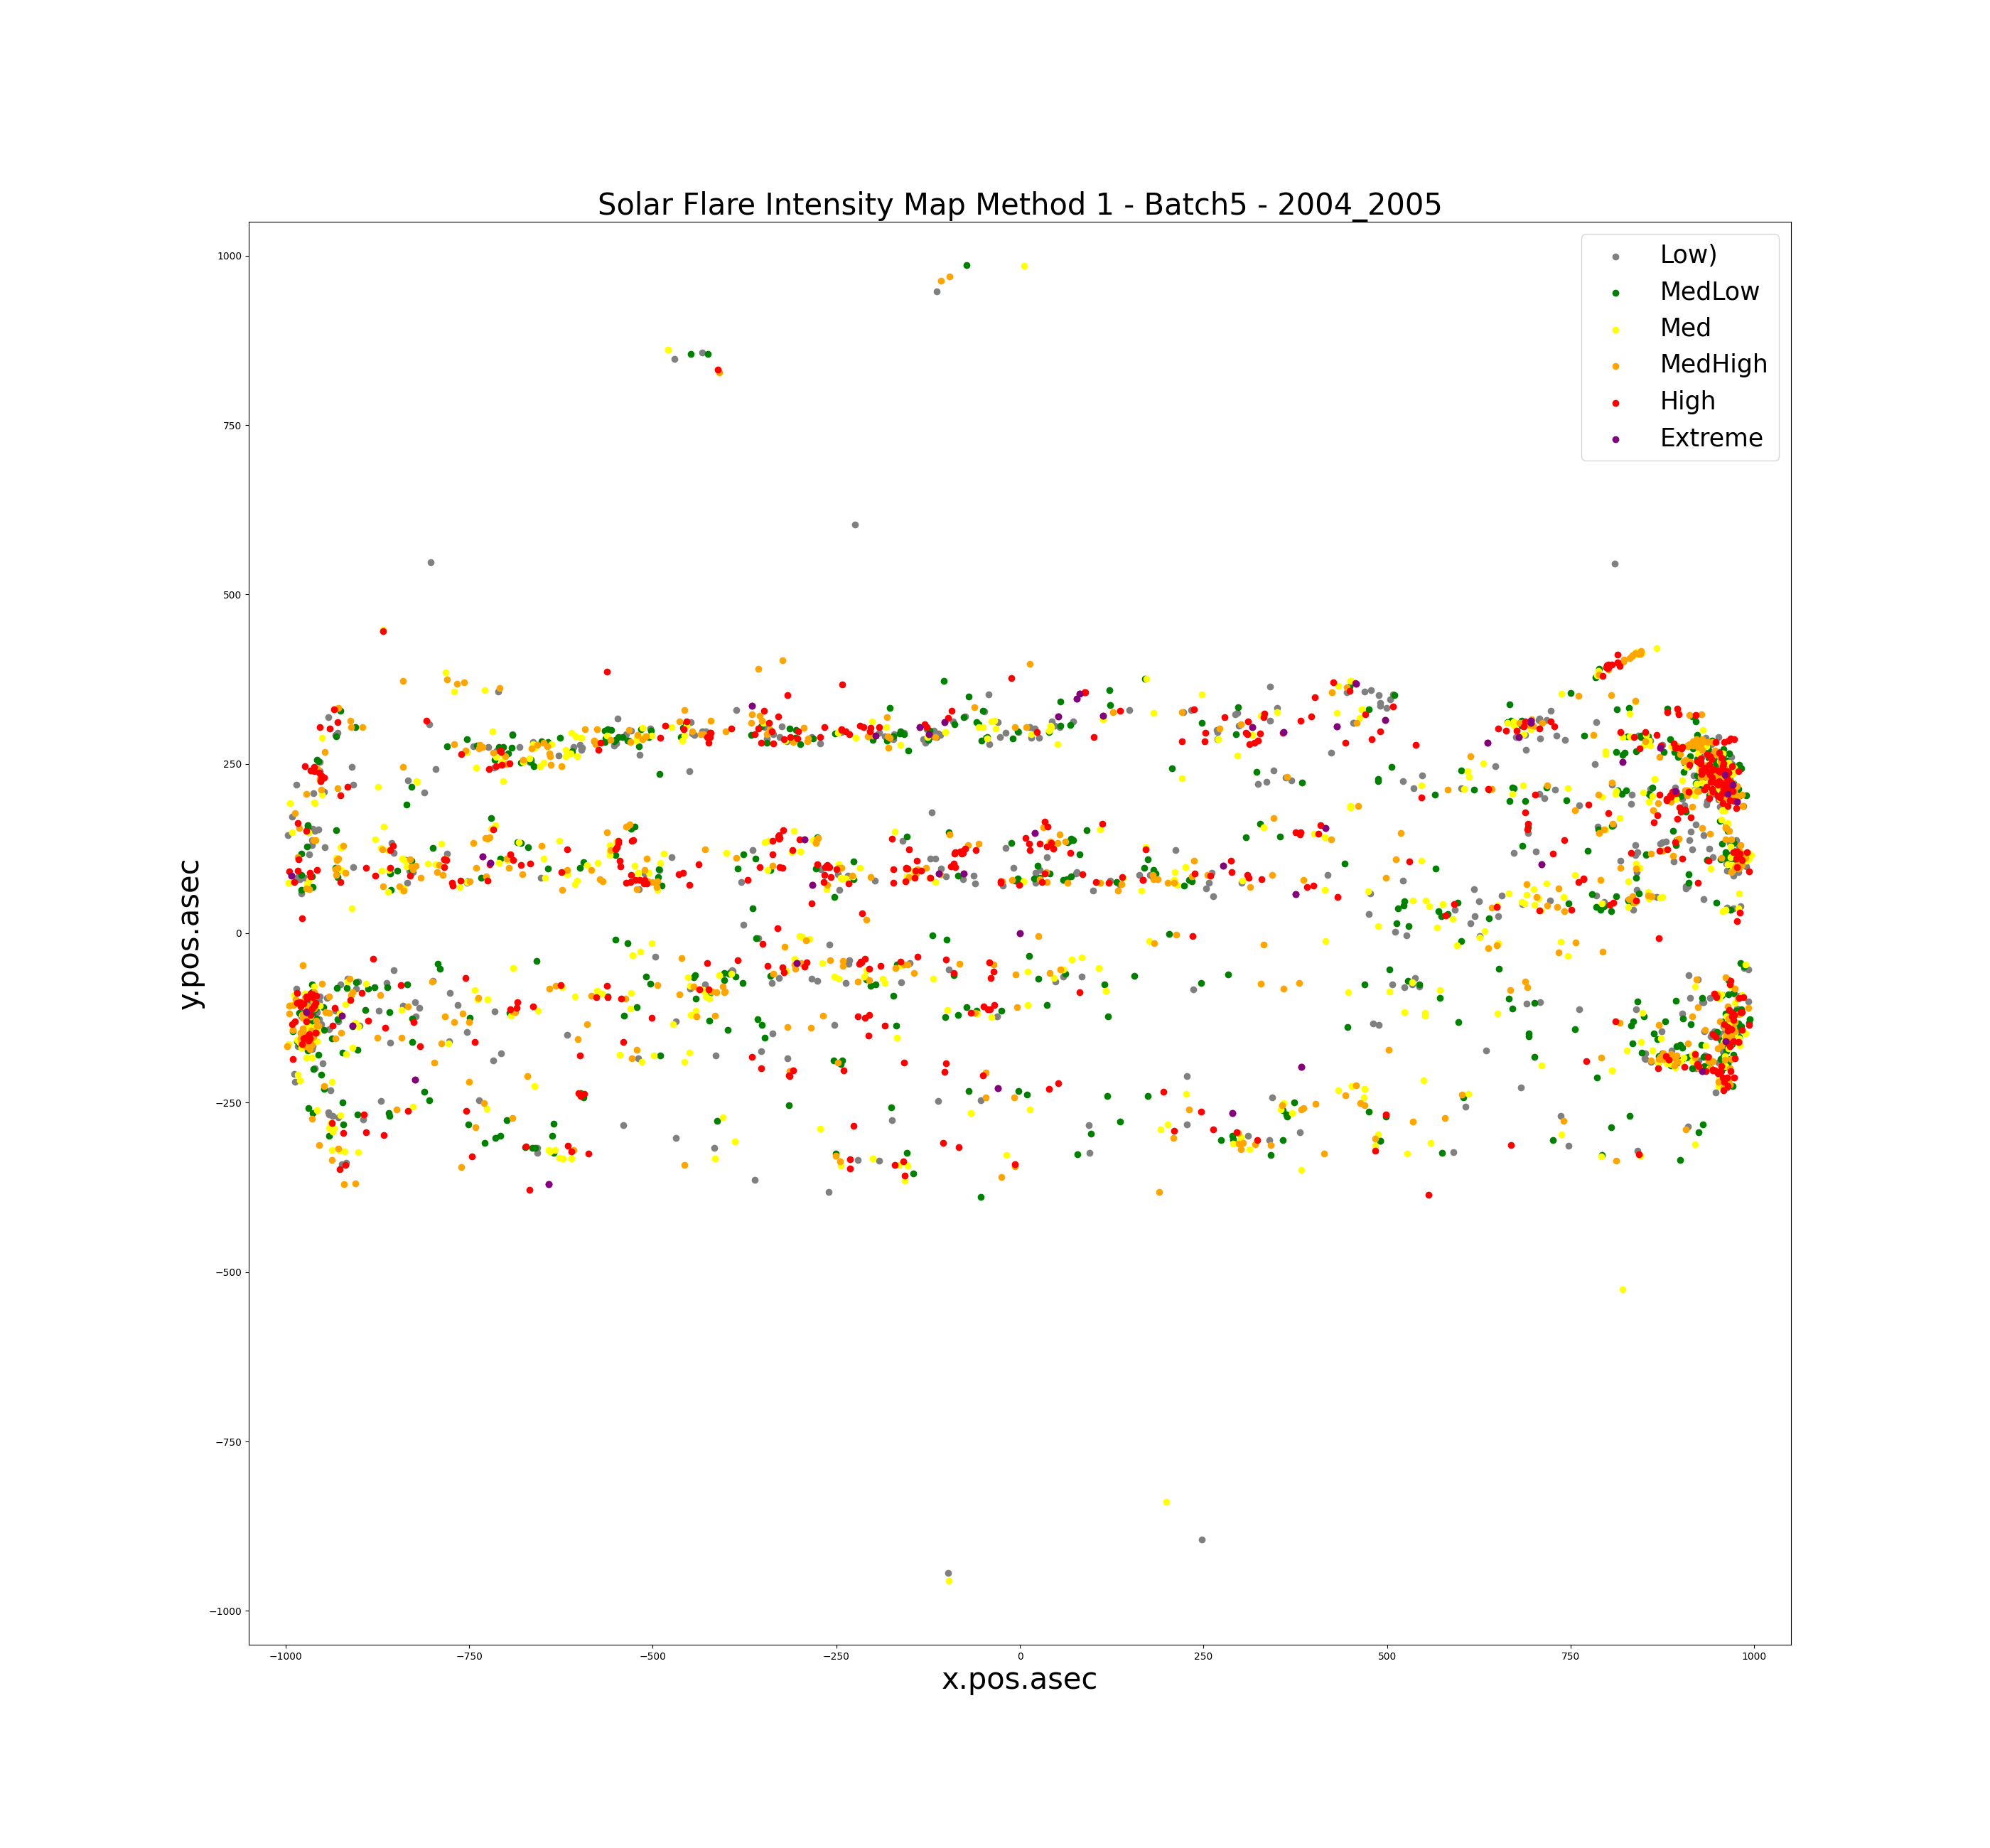 Solar Flare Intensity Map Method 1 - Batch5 - 2004_2005
Low)
MedLow
Med
MedHigh
High
Extreme
1000
750
500
250
0
−250
−500
−750
−1000
y.pos.asec
−1000 −750 −500 −250 0 250 500 750 1000
x.pos.asec